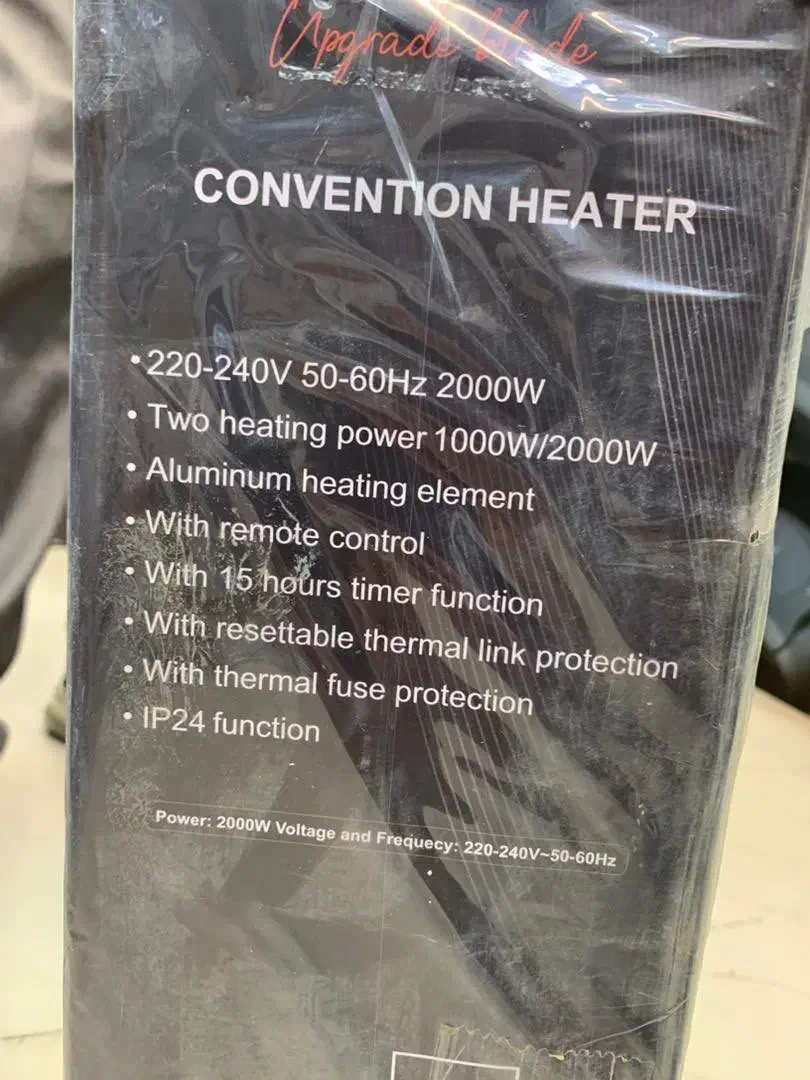 Upgrade
CONVENTION HEATER
• 220-240V 50-60Hz 2000W
• Two heating power 1000W/2000W
• Aluminum heating element
• With remote control
• With 15 hours timer function
• With resettable thermal link protection
• With thermal fuse protection
• IP24 function
Power: 2000W Voltage and Frequecy: 220-240V~50-60Hz